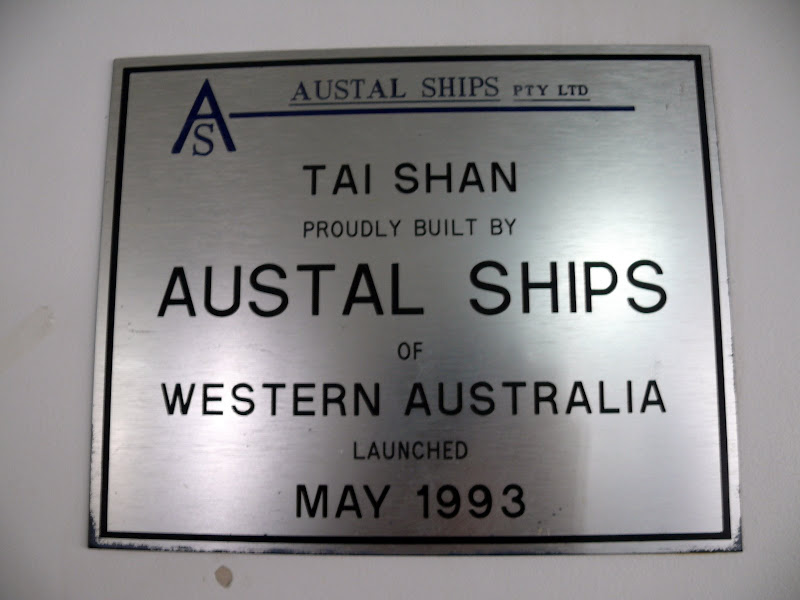 AS
AUSTAL SHIPS PTY LTD
TAI SHAN
PROUDLY BUILT BY
AUSTAL SHIPS
OF
WESTERN AUSTRALIA
LAUNCHED
MAY 1993